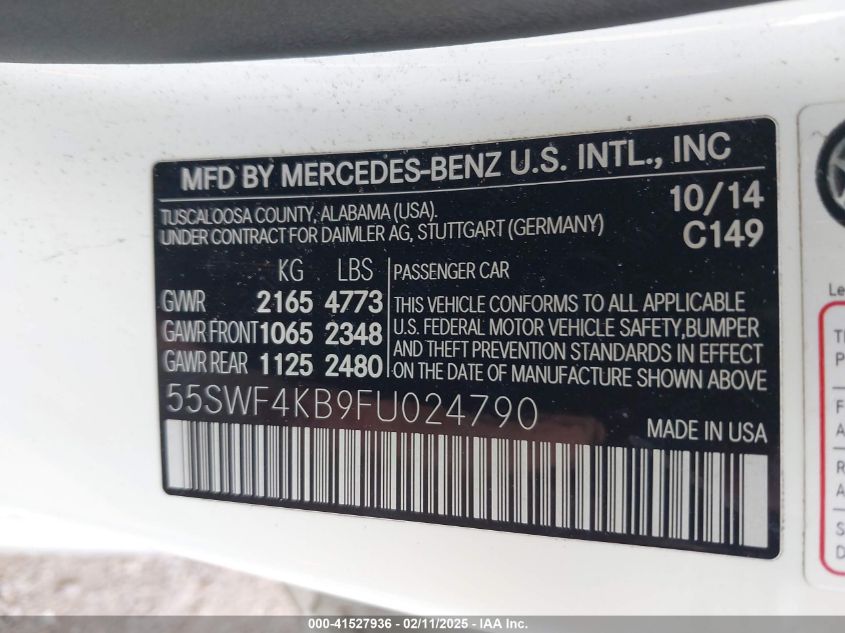 MFD BY MERCEDES-BENZ U.S. INTL., INC
TUSCALOOSA COUNTY, ALABAMA (USA).
UNDER CONTRACT FOR DAIMLER AG, STUTTGART (GERMANY)
10/14
C149
KG LBS
GVWR 2165 4773
GAWR FRONT 1065 2348
GAWR REAR 1125 2480
PASSENGER CAR
THIS VEHICLE CONFORMS TO ALL APPLICABLE
U.S. FEDERAL MOTOR VEHICLE SAFETY, BUMPER
AND THEFT PREVENTION STANDARDS IN EFFECT
ON THE DATE OF MANUFACTURE SHOWN ABOVE.
55SWF4KB9FU024790
MADE IN USA
Le
P
F
A
R
A
S
D
000-41527936 - 02/11/2025 - IAAI.com